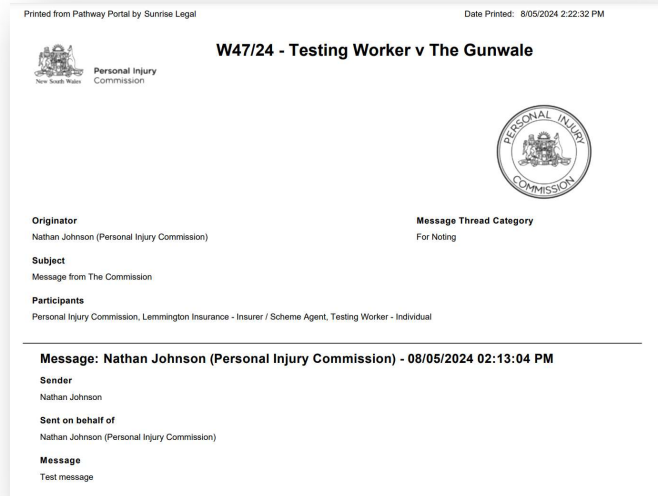 Printed from Pathway Portal by Sunrise Legal Date Printed: 8/05/2024 2:22:32 PM
W47/24 - Testing Worker v The Gunwale
New South Wales
Personal Injury
Commission
PERSONAL INJURY
COMMISSION
Originator Message Thread Category
Nathan Johnson (Personal Injury Commission) For Noting
Subject
Message from The Commission
Participants
Personal Injury Commission, Lemmington Insurance - Insurer / Scheme Agent, Testing Worker - Individual
Message: Nathan Johnson (Personal Injury Commission) - 08/05/2024 02:13:04 PM
Sender
Nathan Johnson
Sent on behalf of
Nathan Johnson (Personal Injury Commission)
Message
Test message